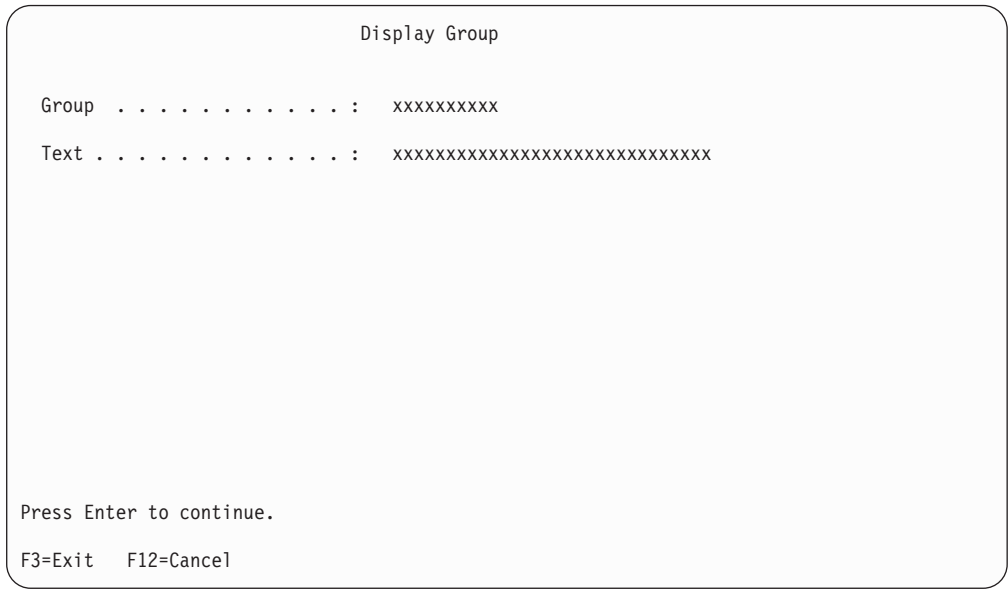 Display Group
Group . . . . . . . . . . . : xxxxxxxxxx
Text . . . . . . . . . . . . : xxxxxxxxxxxxxxxxxxxxxxxxxxxxxx
Press Enter to continue.
F3=Exit F12=Cancel